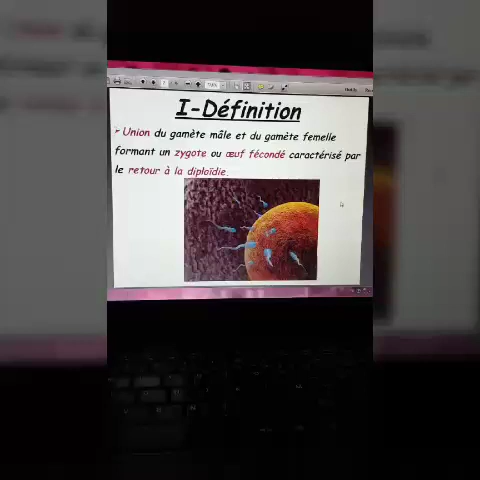 I-Définition
➢ Union du gamète mâle et du gamète femelle
formant un zygote ou œuf fécondé caractérisé par
le retour à la diploïdie.